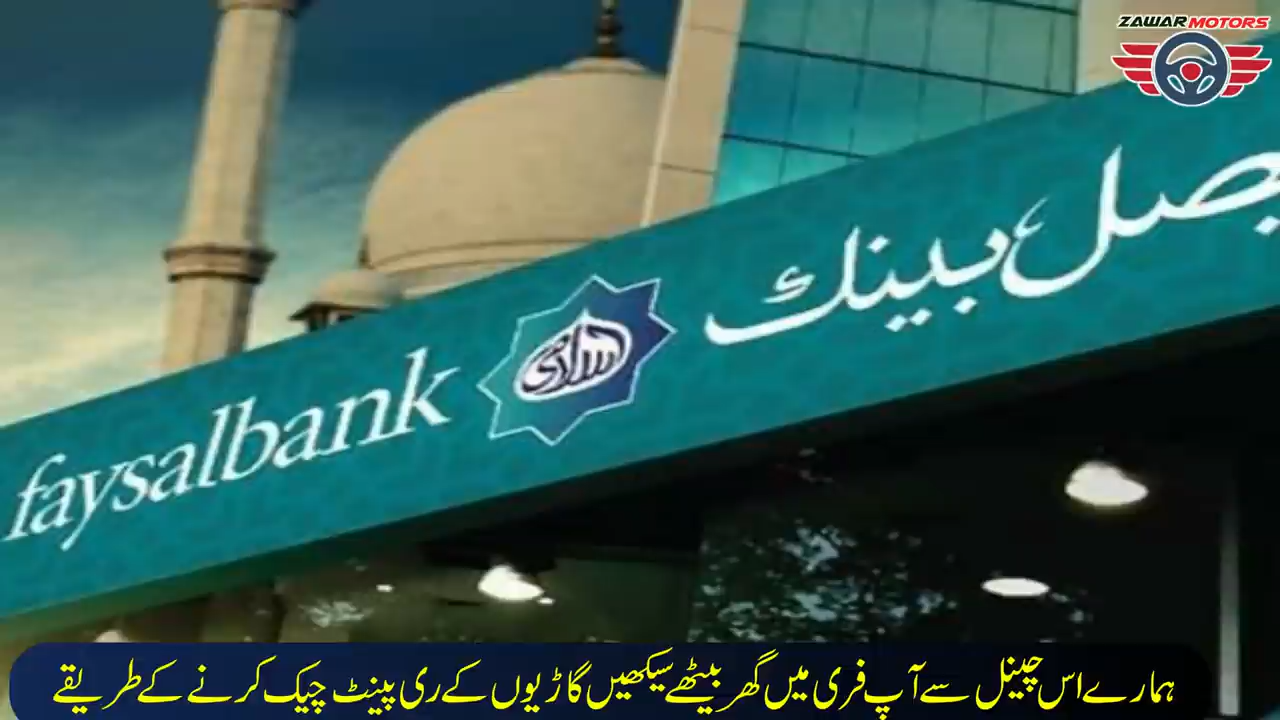 ZAWAR MOTORS
faysalbank
اسلامی
بینک
ہمارے اس چینل سے آپ فری میں گھر بیٹھے سیکھیں گاڑیوں کے ری پینٹ چیک کرنے کے طریقے